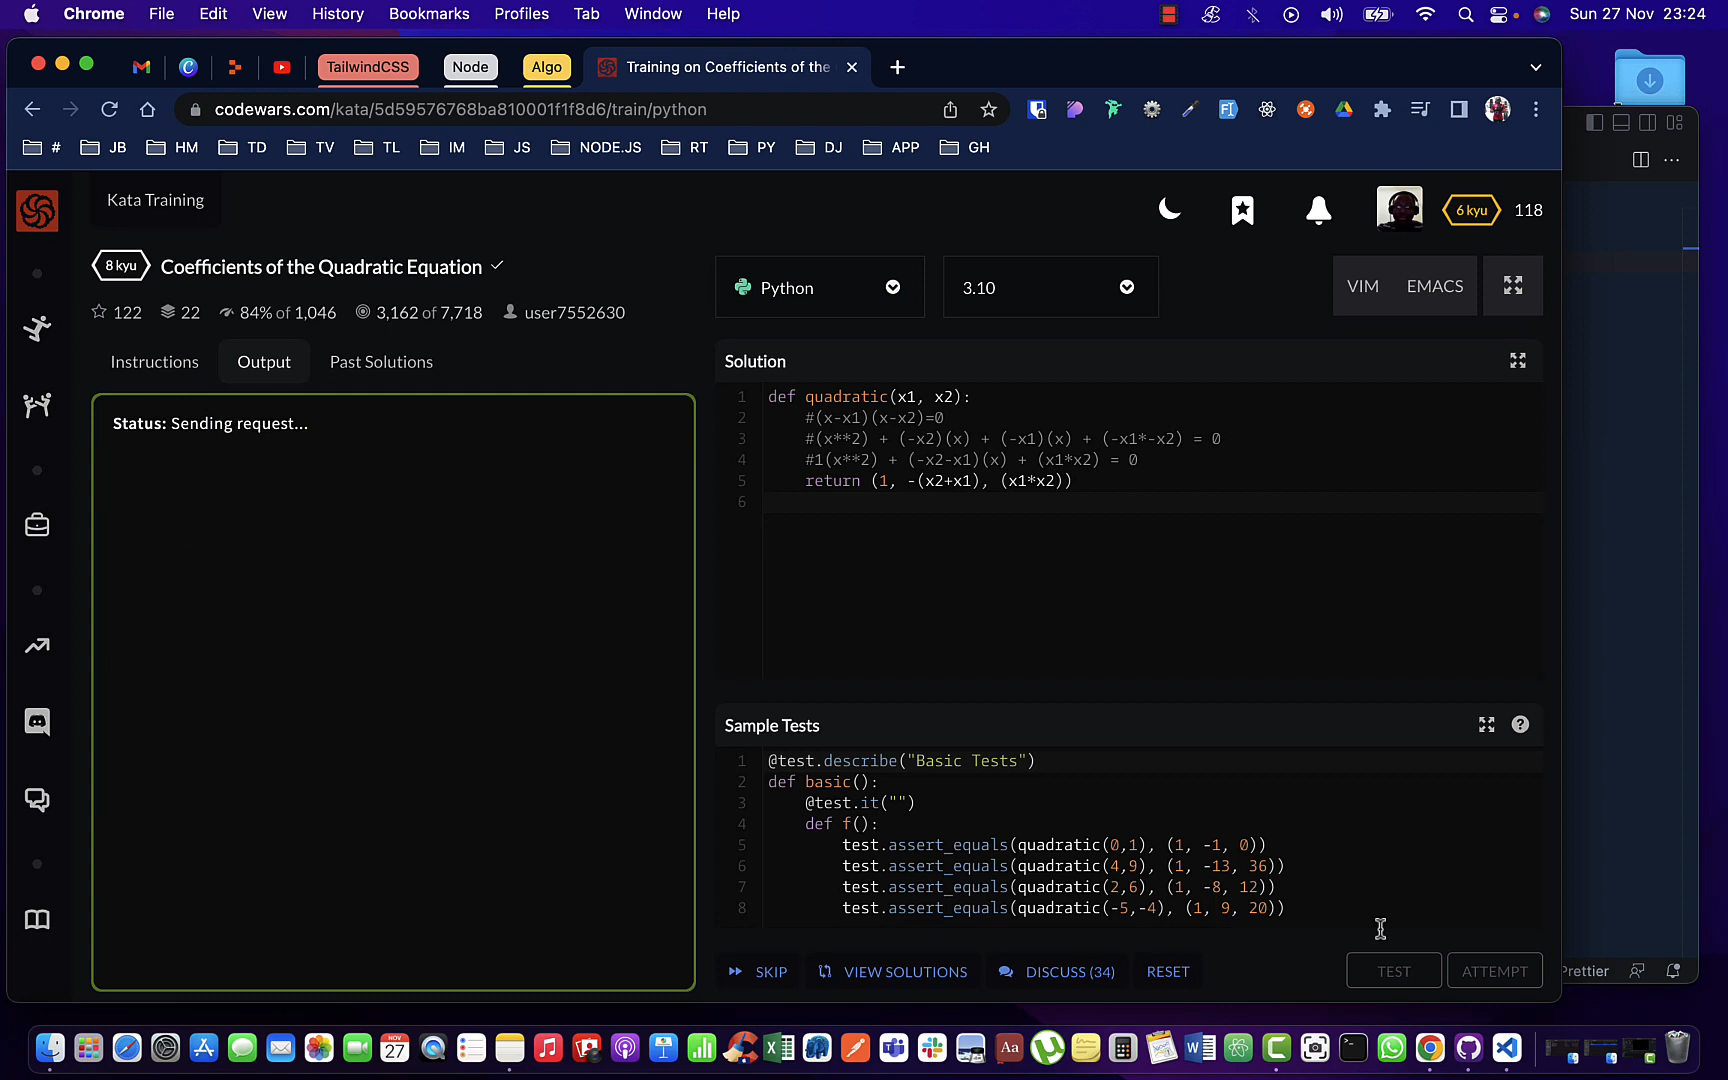 Chrome File Edit View History Bookmarks Profiles Tab Window Help Sun 27 Nov 23:24
TailwindCSS Node Algo Training on Coefficients of the
codewars.com/kata/5d59576768ba810001f1f8d6/train/python
# JB HM TD TV TL IM JS NODE.JS RT PY DJ APP GH
Kata Training
6 kyu 118
8 kyu Coefficients of the Quadratic Equation
122 22 84% of 1,046 3,162 of 7,718 user7552630
Python 3.10 VIM EMACS
Instructions Output Past Solutions
Status: Sending request...
Solution
1 def quadratic(x1, x2):
2 #(x-x1)(x-x2)=0
3 #(x**2) + (-x2)(x) + (-x1)(x) + (-x1*-x2) = 0
4 #1(x**2) + (-x2-x1)(x) + (x1*x2) = 0
5 return (1, -(x2+x1), (x1*x2))
6
Sample Tests
1 @test.describe("Basic Tests")
2 def basic():
3 @test.it("")
4 def f():
5 test.assert_equals(quadratic(0,1), (1, -1, 0))
6 test.assert_equals(quadratic(4,9), (1, -13, 36))
7 test.assert_equals(quadratic(2,6), (1, -8, 12))
8 test.assert_equals(quadratic(-5,-4), (1, 9, 20))
SKIP VIEW SOLUTIONS DISCUSS (34) RESET TEST ATTEMPT
Prettier
NOV
27
Aa